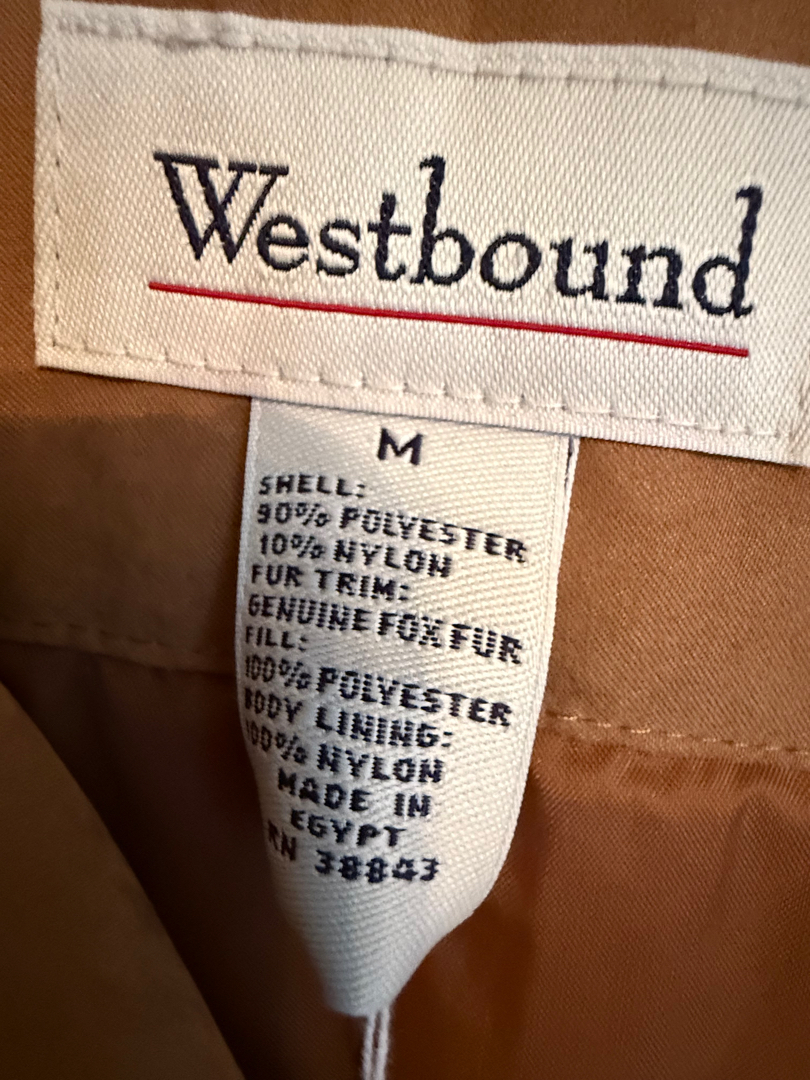 Westbound
M
SHELL:
90% POLYESTER
10% NYLON
FUR TRIM:
GENUINE FOX FUR
FILL:
100% POLYESTER
BODY LINING:
100% NYLON
MADE IN
EGYPT
RN 38843